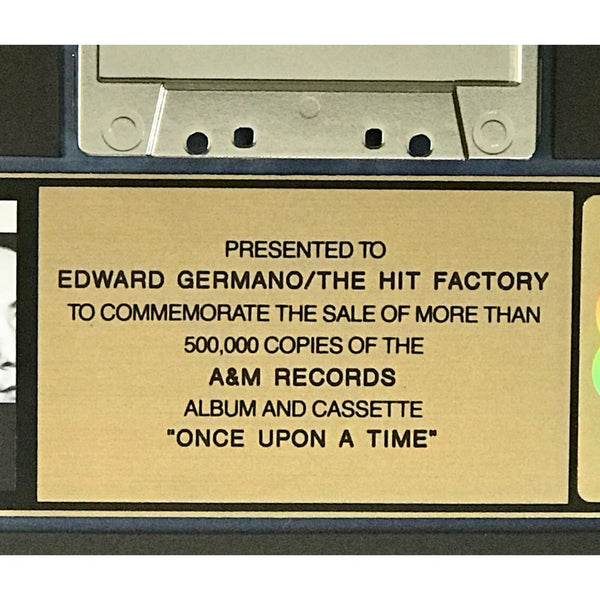 PRESENTED TO
EDWARD GERMANO/THE HIT FACTORY
TO COMMEMORATE THE SALE OF MORE THAN
500,000 COPIES OF THE
A&M RECORDS
ALBUM AND CASSETTE
"ONCE UPON A TIME"